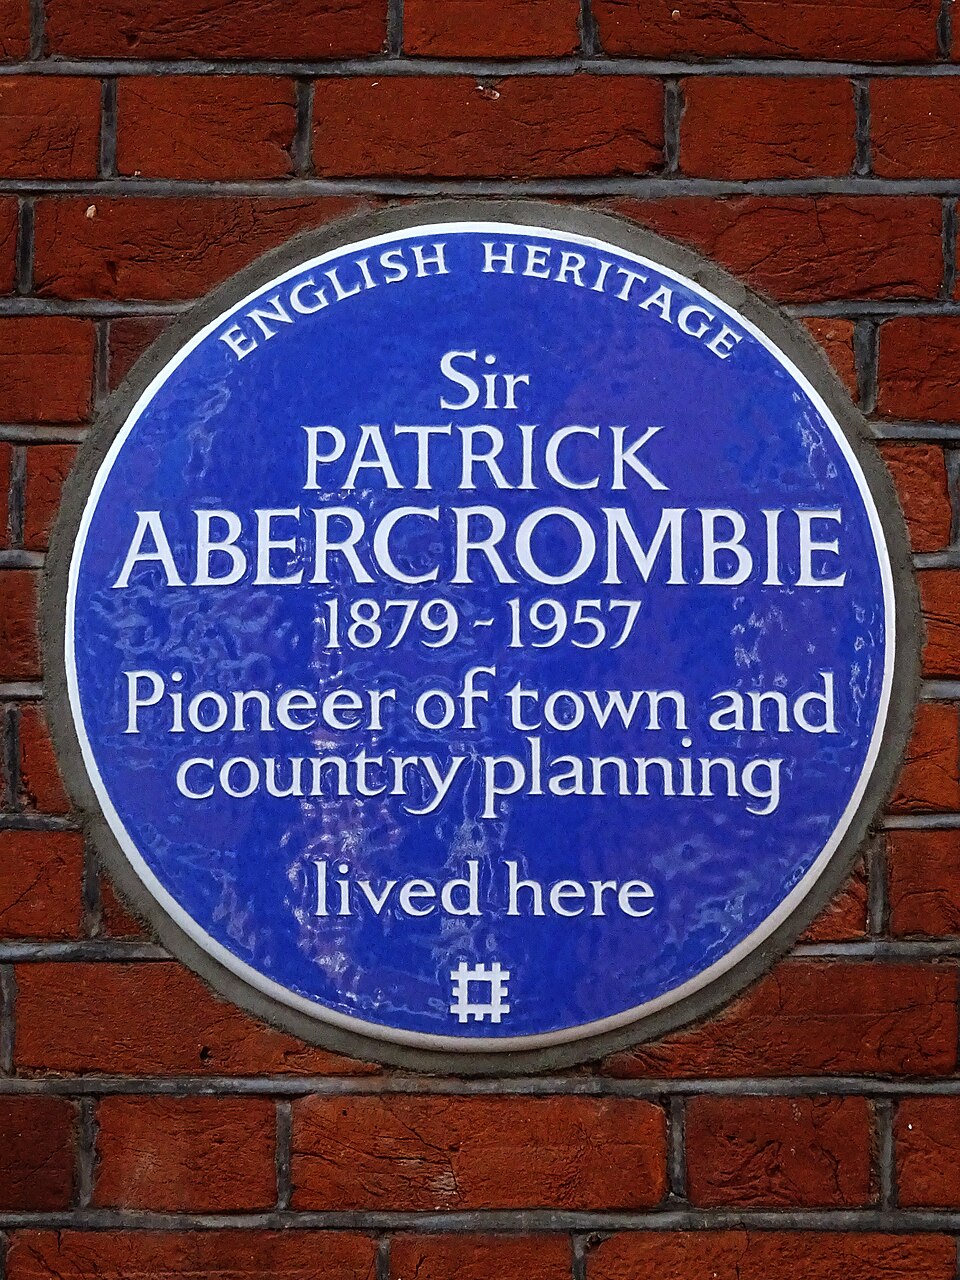 ENGLISH HERITAGE
Sir
PATRICK
ABERCROMBIE
1879-1957
Pioneer of town and
country planning
lived here